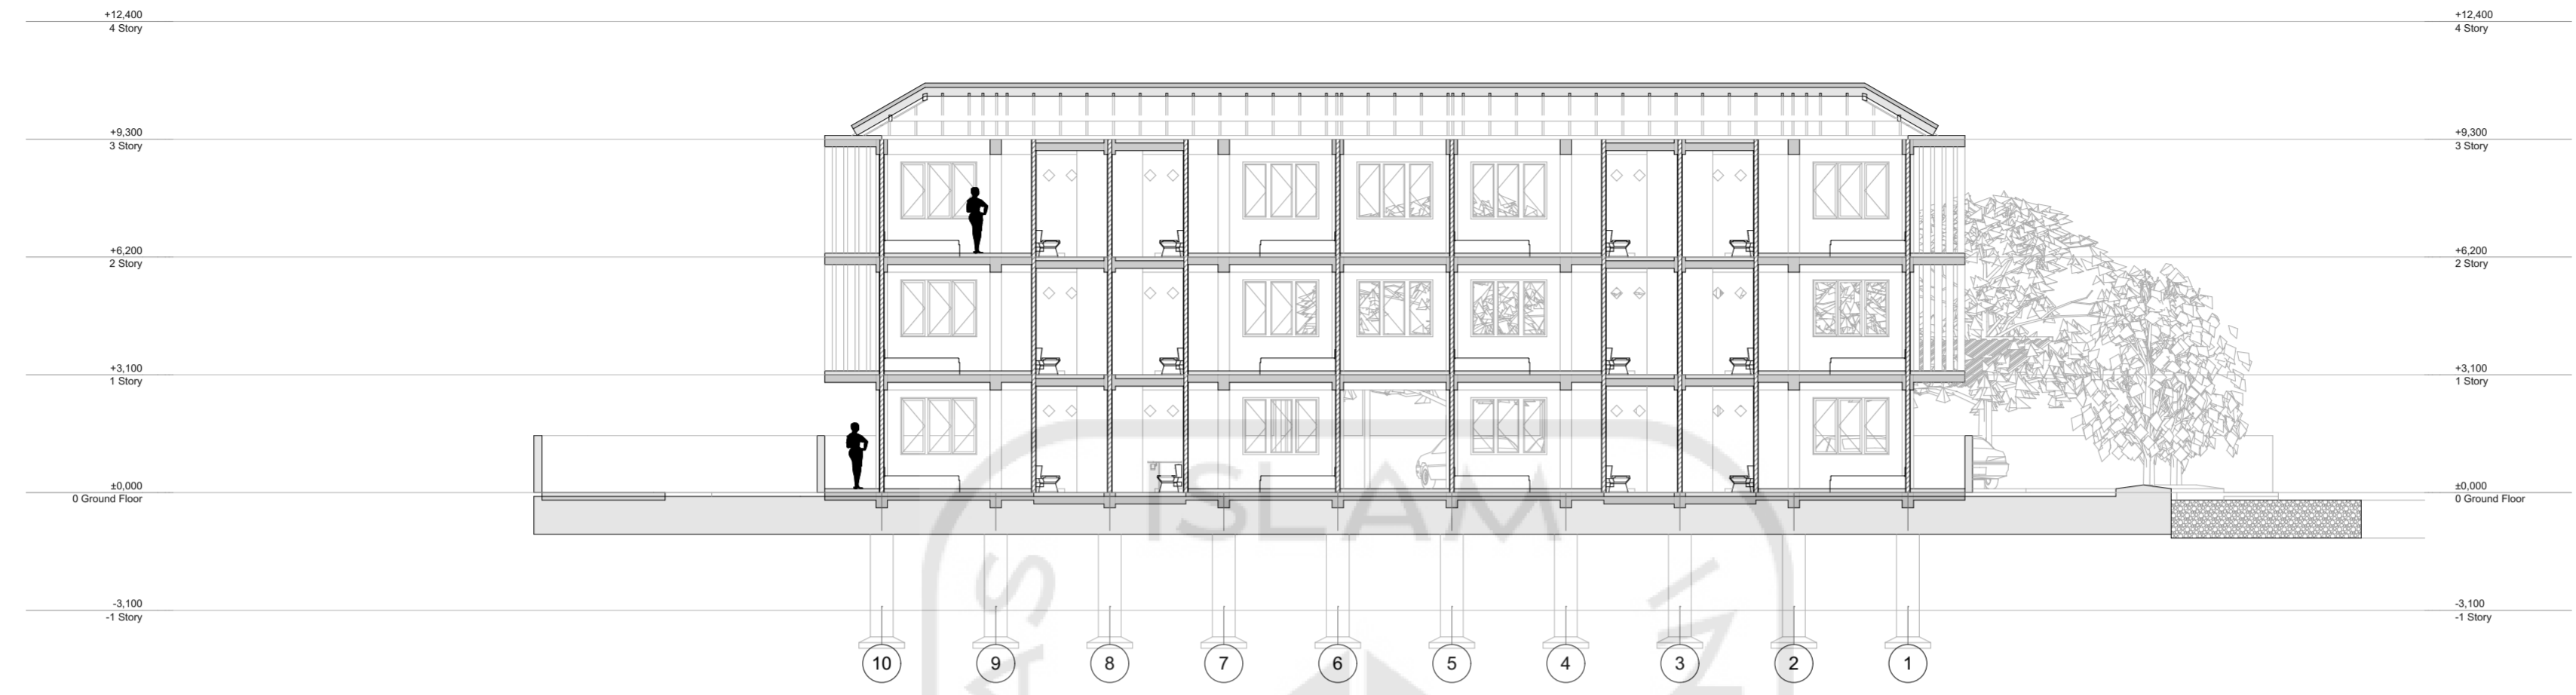 +12,400
4 Story
+12,400
4 Story
+9,300
3 Story
+9,300
3 Story
+6,200
2 Story
+6,200
2 Story
+3,100
1 Story
+3,100
1 Story
±0,000
0 Ground Floor
±0,000
0 Ground Floor
ISLAM
-3,100
-1 Story
-3,100
-1 Story
10 9 8 7 6 5 4 3 2 1